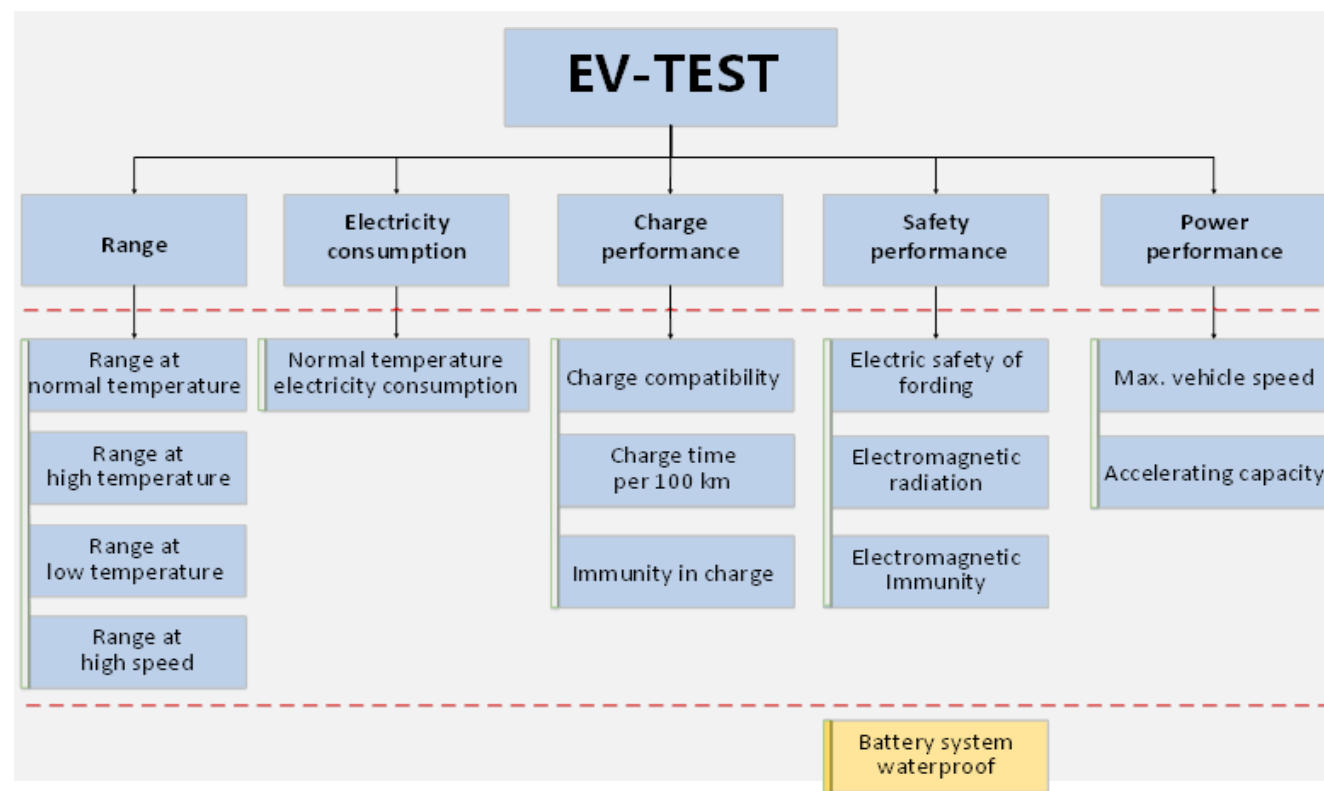 EV-TEST
Range
Electricity
consumption
Charge
performance
Safety
performance
Power
performance
Range at
normal temperature
Range at
high temperature
Range at
low temperature
Range at
high speed
Normal temperature
electricity consumption
Charge compatibility
Charge time
per 100 km
Immunity in charge
Electric safety of
fording
Electromagnetic
radiation
Electromagnetic
Immunity
Max. vehicle speed
Accelerating capacity
Battery system
waterproof